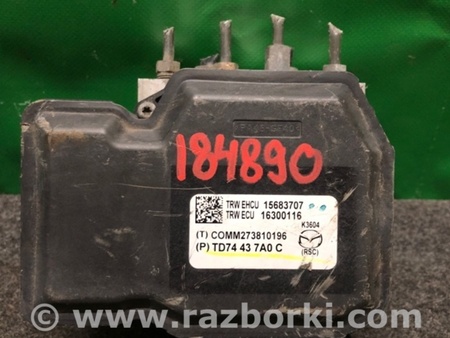 184890
TRW EHCU 15683707
TRW ECU 16300116
K3604
(T) COMM273810196
(P) TD74 43 7A0 C
(RSC)
www.razborki.com